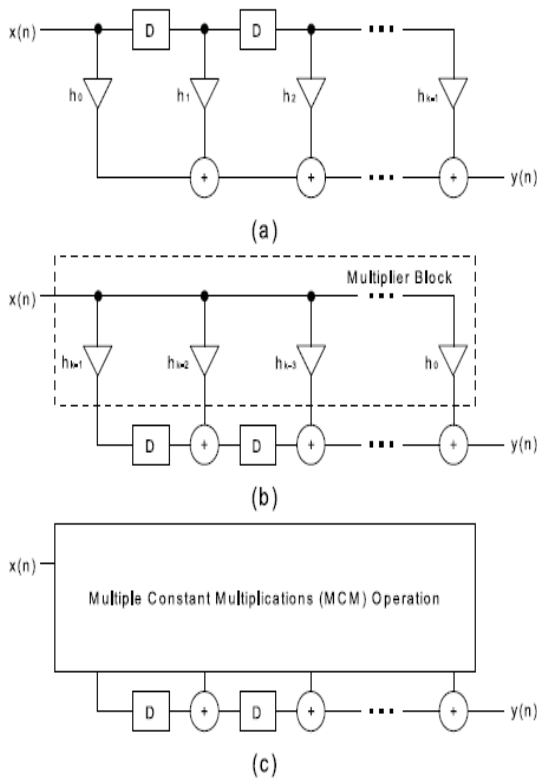 x(n) D D ...
h0 h1 h2 hk-1
+ + ... + y(n)
(a)
Multiplier Block
x(n) ...
hk-1 hk-2 hk-3 h0
D + D + ... + y(n)
(b)
x(n)
Multiple Constant Multiplications (MCM) Operation
D + D + ... + y(n)
(c)